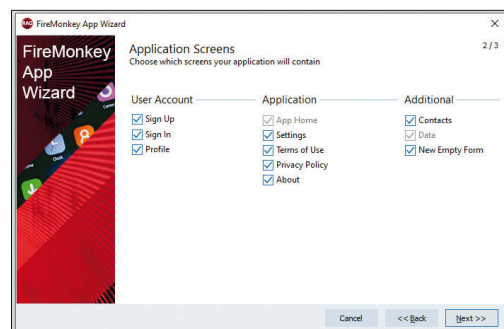 RAD FireMonkey App Wizard
FireMonkey
App
Wizard
Application Screens
2 / 3
Choose which screens your application will contain
User Account
Sign Up
Sign In
Profile
Application
App Home
Settings
Terms of Use
Privacy Policy
About
Additional
Contacts
Data
New Empty Form
Clock
Cancel
<< Back
Next >>